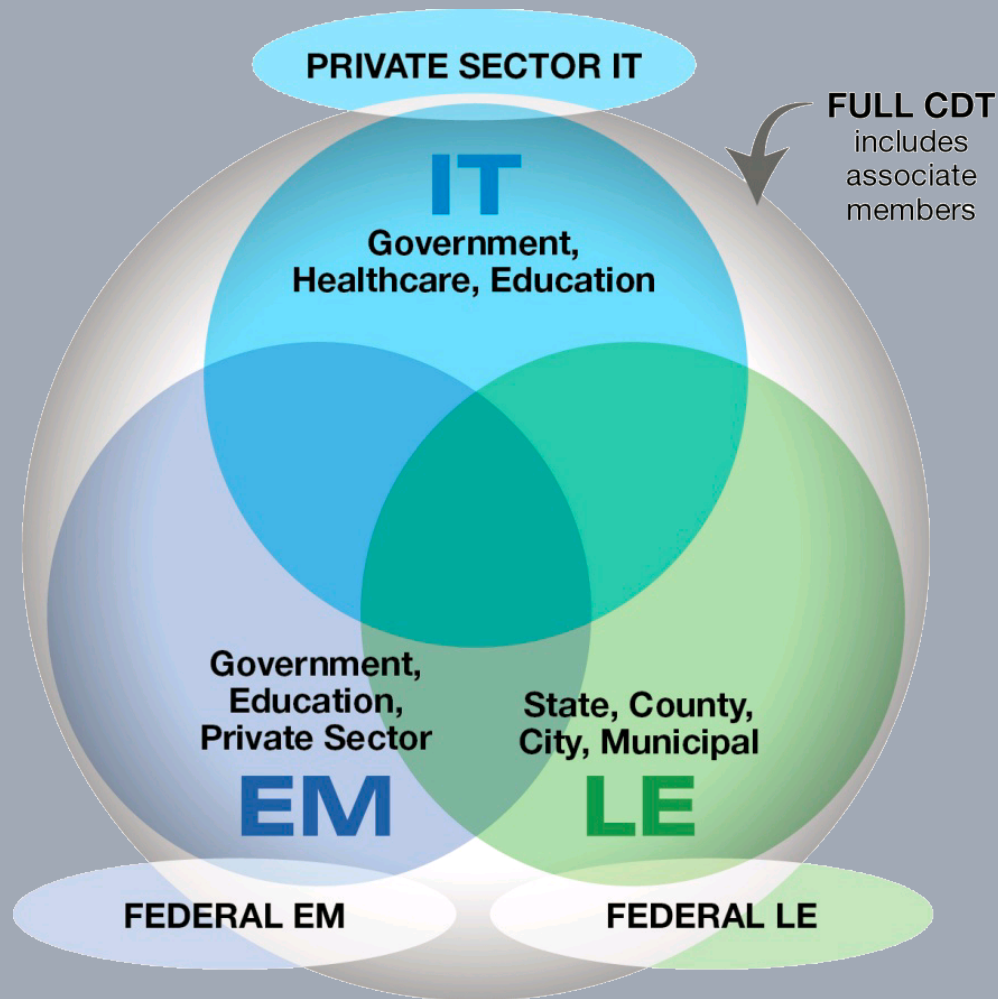 PRIVATE SECTOR IT
FULL CDT
includes
associate
members
IT
Government,
Healthcare, Education
Government,
Education,
Private Sector
EM
State, County,
City, Municipal
LE
FEDERAL EM
FEDERAL LE